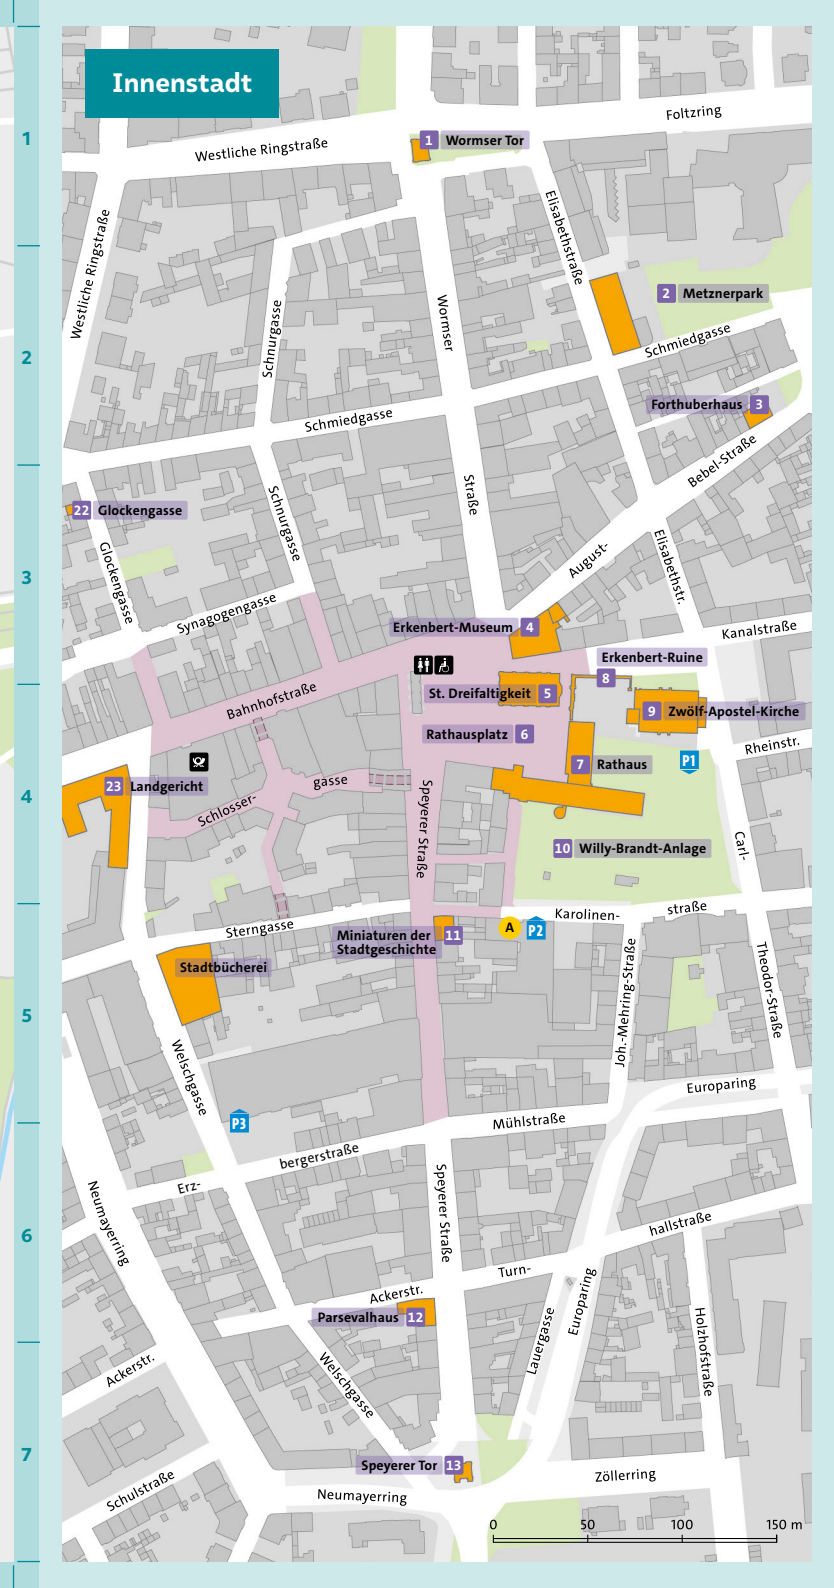 Innenstadt
1
Foltzring
1 Wormser Tor
Westliche Ringstraße
Westliche Ringstraße
Elisabethstraße
2 Metznerpark
Schnurgasse
Wormser
2
Schmiedgasse
Forthuberhaus 3
Schmiedgasse
Bebel-Straße
22 Glockengasse
Schnurgasse
Straße
August-
Elisabethstr.
Glockengasse
3
Synagogengasse
Erkenbert-Museum 4
Kanalstraße
Erkenbert-Ruine
8
Bahnhofstraße
St. Dreifaltigkeit 5
9 Zwölf-Apostel-Kirche
Rathausplatz 6
Rheinstr.
7 Rathaus
P1
23 Landgericht
gasse
4
Schlosser-
Speyerer Straße
10 Willy-Brandt-Anlage
Carl-
Karolinen-
straße
Sterngasse
Miniaturen der
Stadtgeschichte
11
A
P2
Stadtbücherei
Joh.-Mehring-Straße
Theodor-Straße
5
Welschgasse
Europaring
P3
Mühlstraße
bergerstraße
Erz-
Neumayerring
Speyerer Straße
6
hallstraße
Turn-
Ackerstr.
Europaring
Parsevalhaus 12
Lauergasse
Holzhofstraße
Ackerstr.
Welschgasse
7
Speyerer Tor 13
Zöllerring
Schulstraße
Neumayerring
0 50 100 150 m